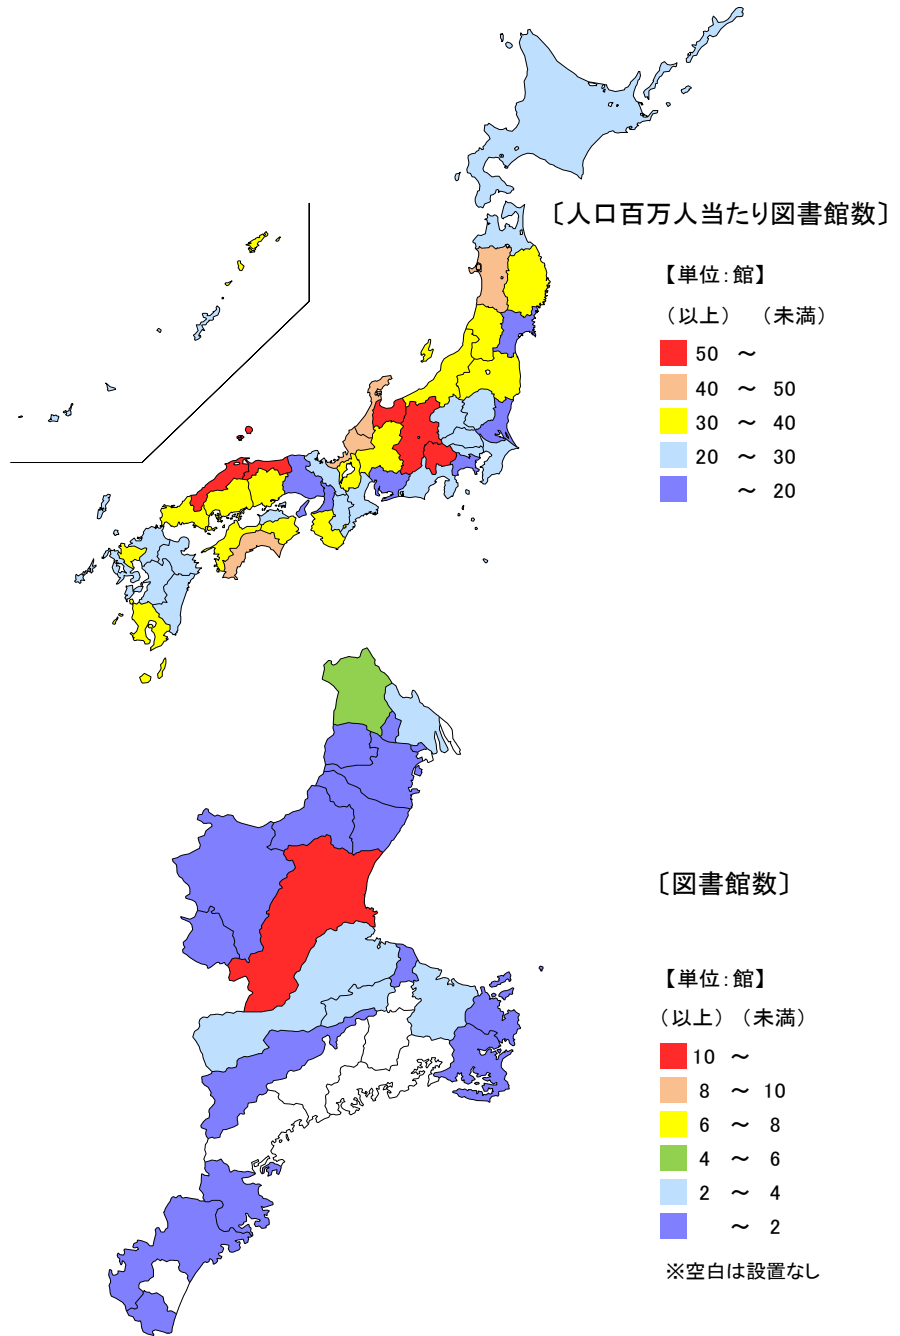 〔人口百万人当たり図書館数〕
【単位：館】
（以上） （未満）
50 ～
40 ～ 50
30 ～ 40
20 ～ 30
～ 20
〔図書館数〕
【単位：館】
（以上）（未満）
10 ～
8 ～ 10
6 ～ 8
4 ～ 6
2 ～ 4
～ 2
※空白は設置なし